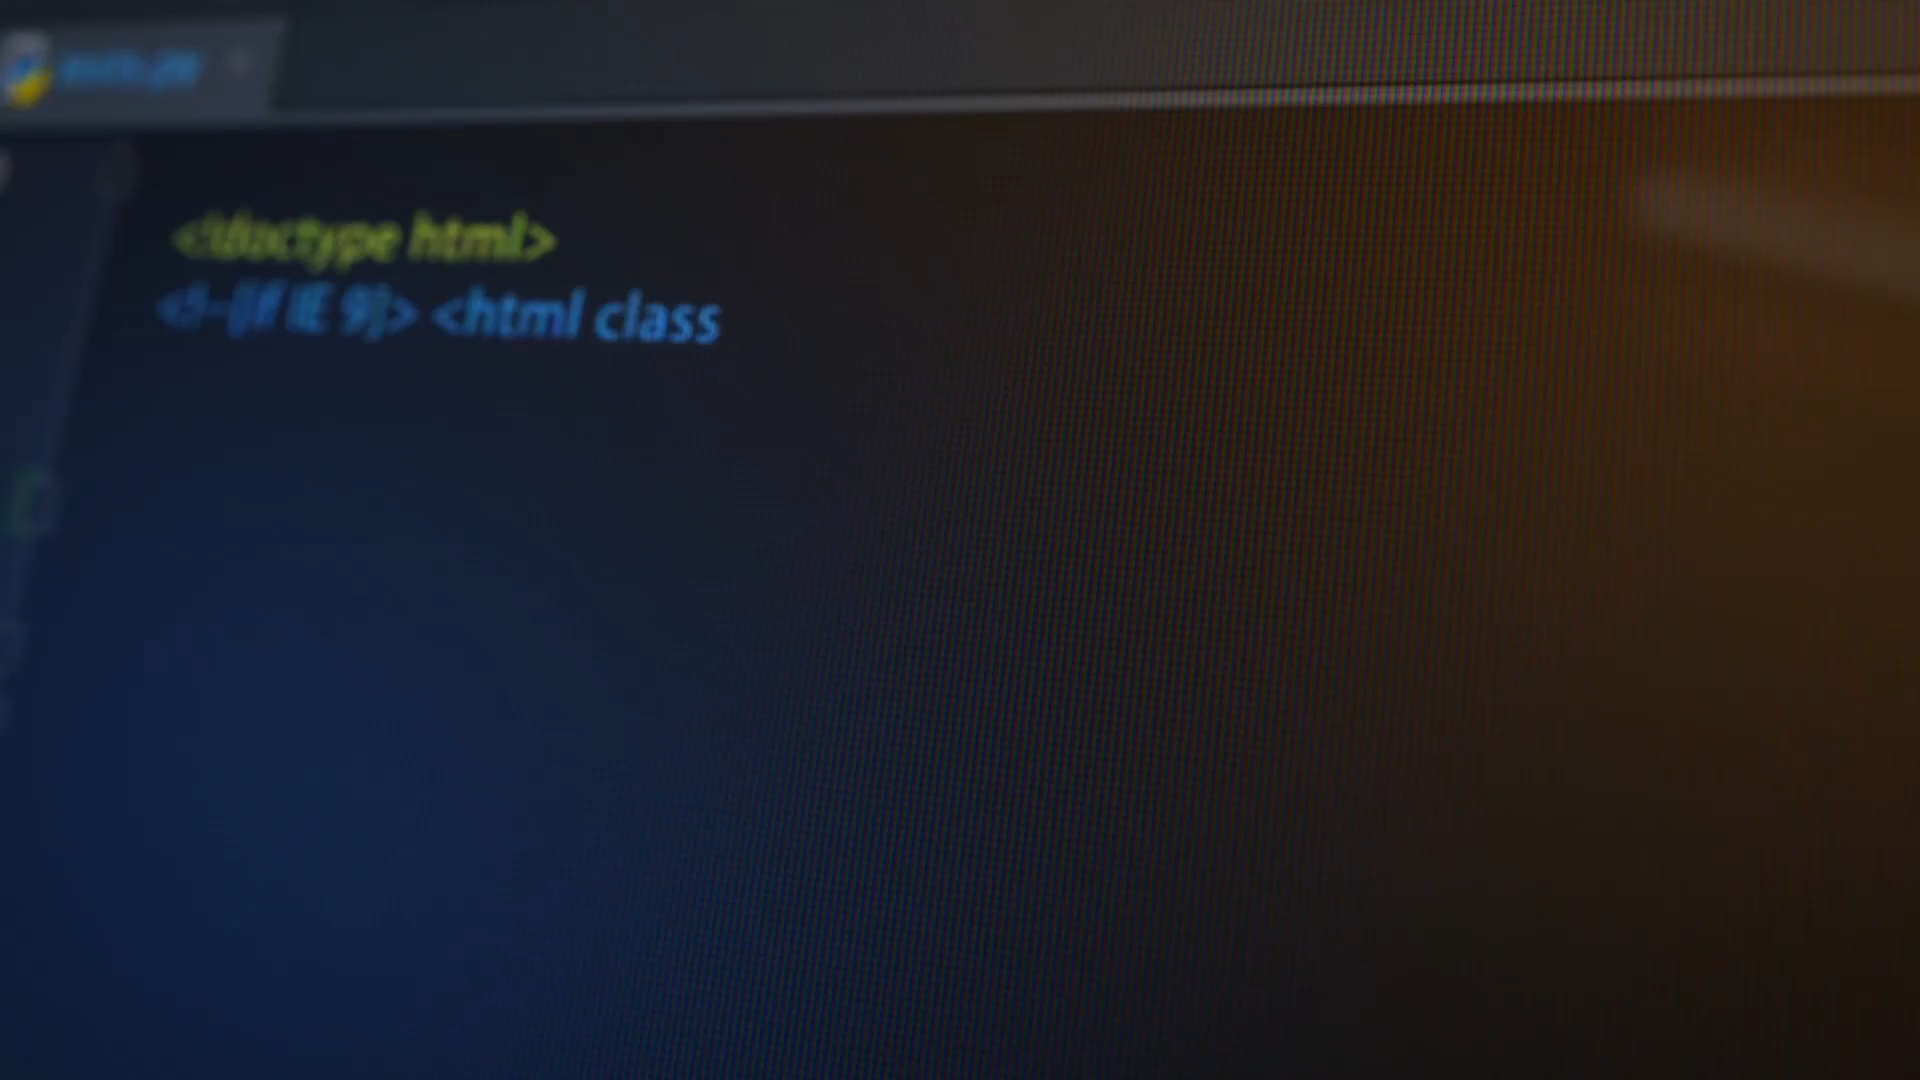 <!doctype html>
<!--[if IE 9]> <html class